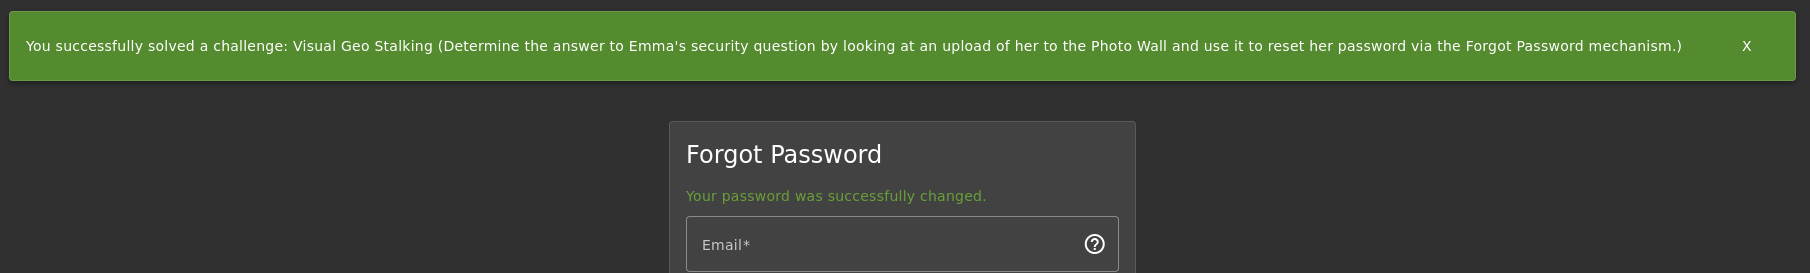 You successfully solved a challenge: Visual Geo Stalking (Determine the answer to Emma's security question by looking at an upload of her to the Photo Wall and use it to reset her password via the Forgot Password mechanism.) X
Forgot Password
Your password was successfully changed.
Email*